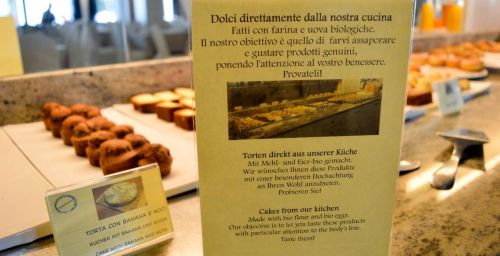 Dolci direttamente dalla nostra cucina
Fatti con farina e uova biologiche.
Il nostro obiettivo è quello di farvi assaporare
e gustare prodotti genuini,
ponendo l'attenzione al vostro benessere.
Provateli!
Torten direkt aus unserer Küche
Mit Mehl- und Eier-bio gemacht.
Wir wünsches Ihnen diese Produkte
mit einer besonderen Hochachtung
an Ihren Wohl anzubieten.
Probieren Sie!
Cakes from our kitchen
Made with bio flour and bio eggs.
Our objective is to let you taste these products
with particular attention to the body's line.
Taste them!
TORTA CON BANANA E NOCI
KUCHEN MIT BANANA UND NÜSSE
CAKE WITH BANANA AND NUTS